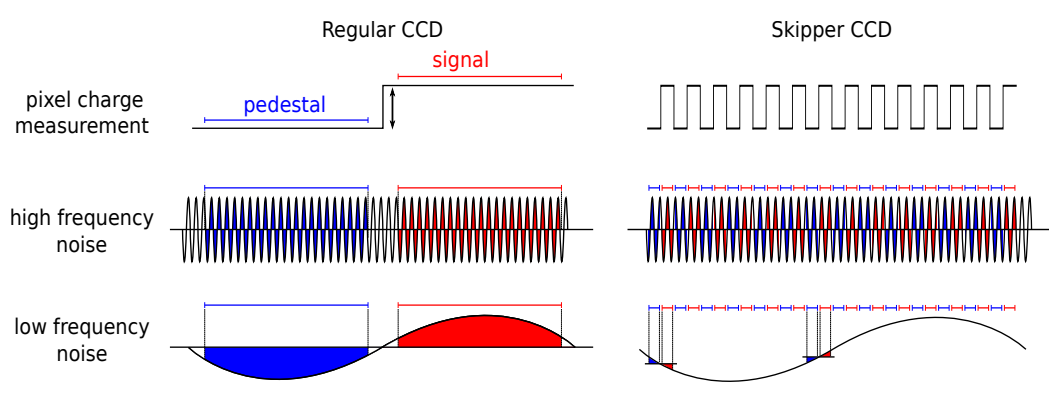 Regular CCD
Skipper CCD
signal
pixel charge
measurement
pedestal
high frequency
noise
low frequency
noise